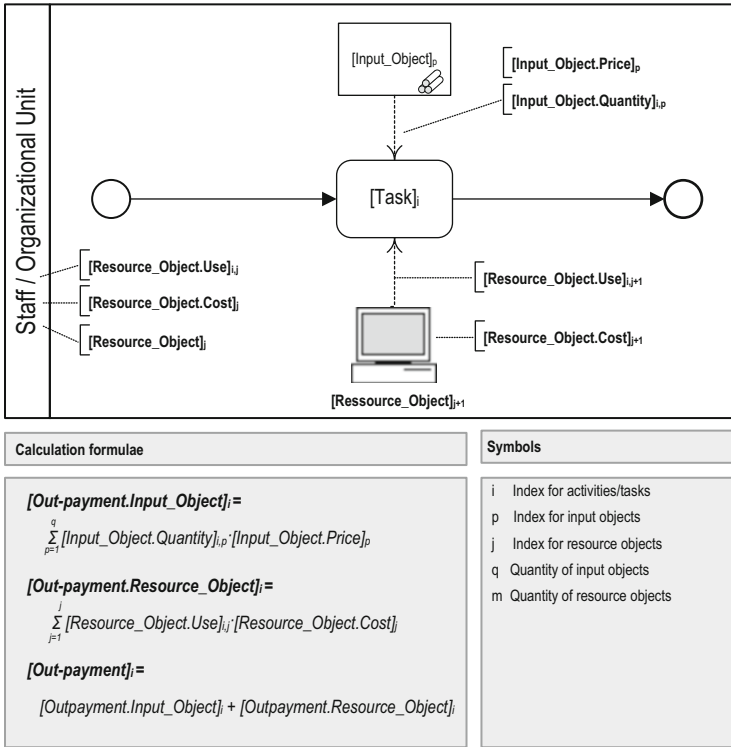 Staff / Organizational Unit
[Input_Object]p
[Input_Object.Price]p
[Input_Object.Quantity]i,p
[Task]i
[Resource_Object.Use]i,j
[Resource_Object.Cost]j
[Resource_Object]j
[Resource_Object.Use]i,j+1
[Resource_Object.Cost]j+1
[Ressource_Object]j+1
Calculation formulae
[Out-payment.Input_Object]i =
q
Σ [Input_Object.Quantity]i,p·[Input_Object.Price]p
p=1
[Out-payment.Resource_Object]i =
j
Σ [Resource_Object.Use]i,j·[Resource_Object.Cost]j
j=1
[Out-payment]i =
[Outpayment.Input_Object]i + [Outpayment.Resource_Object]i
Symbols
i Index for activities/tasks
p Index for input objects
j Index for resource objects
q Quantity of input objects
m Quantity of resource objects